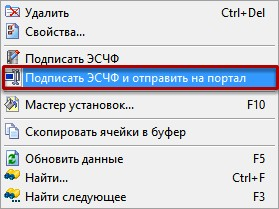 Удалить Ctrl+Del
Свойства...
Подписать ЭСЧФ
Подписать ЭСЧФ и отправить на портал
Мастер установок... F10
Скопировать ячейки в буфер
Обновить данные F5
Найти... Ctrl+F
Найти следующее F3